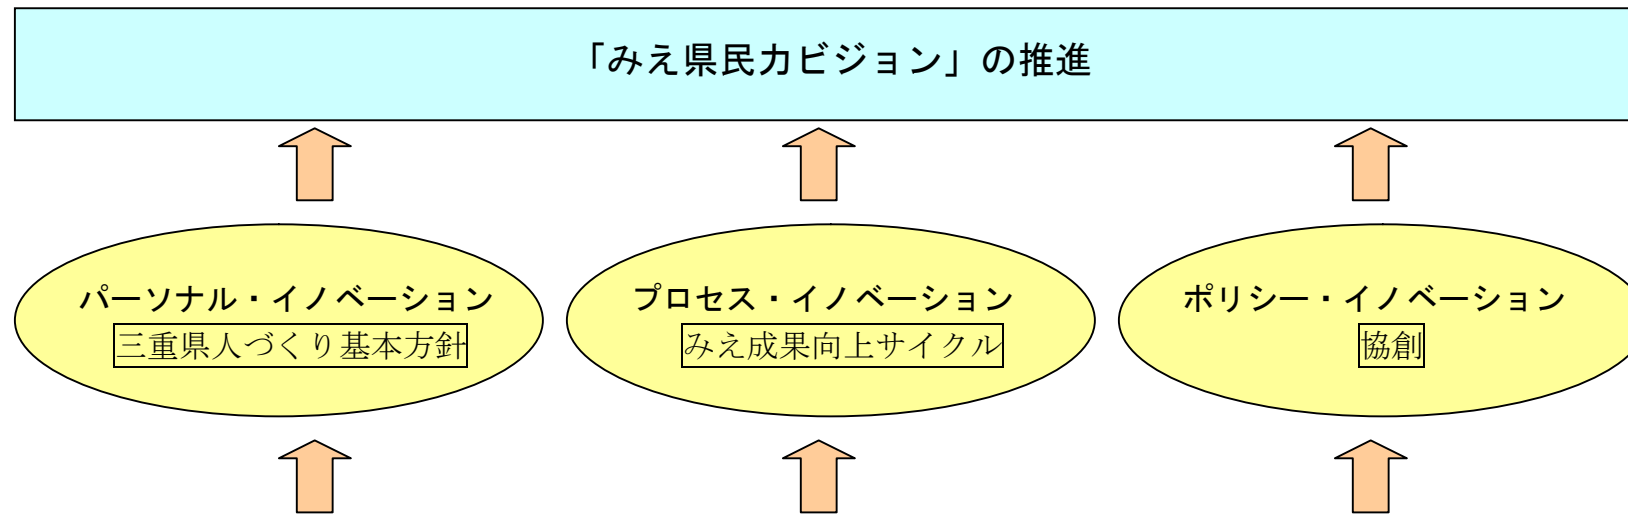 「みえ県民力ビジョン」の推進
パーソナル・イノベーション
三重県人づくり基本方針
プロセス・イノベーション
みえ成果向上サイクル
ポリシー・イノベーション
協創